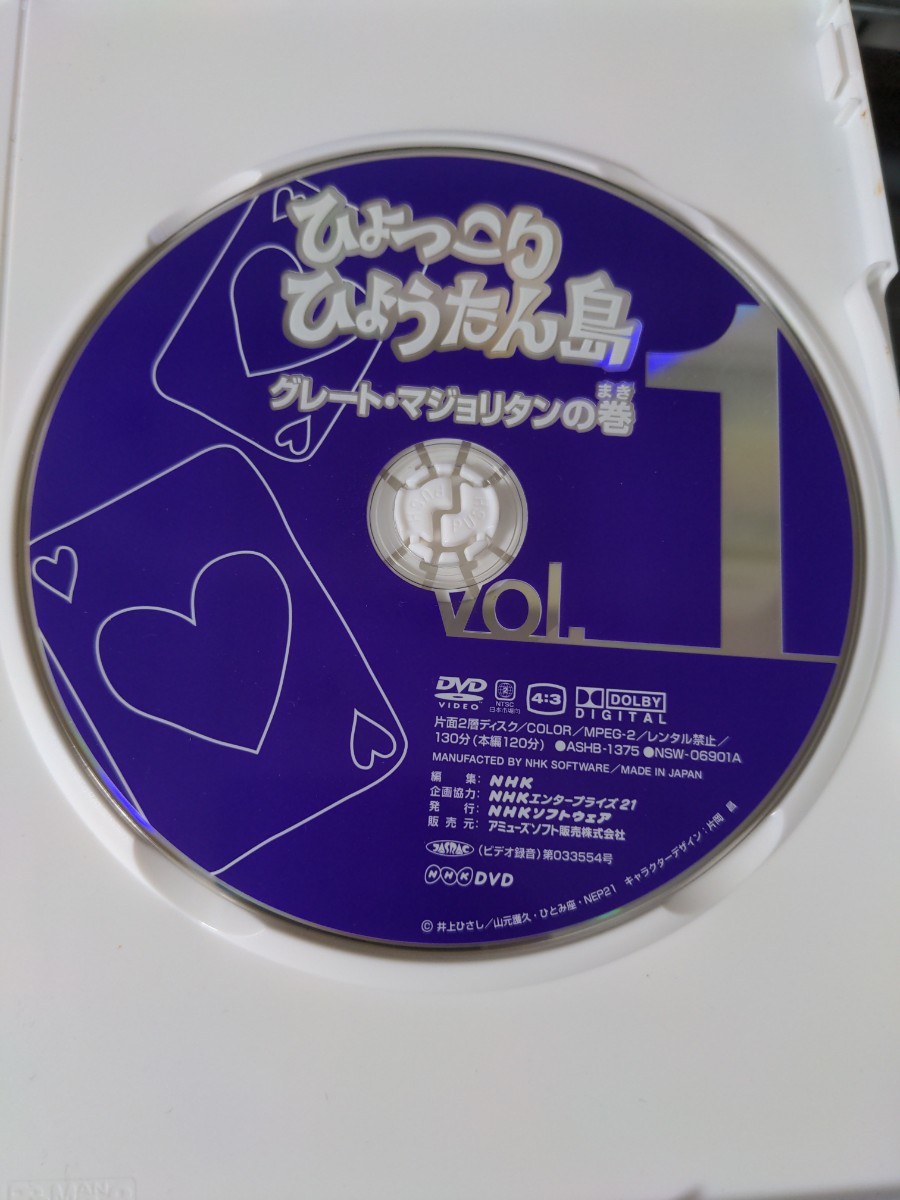 ひょっこり
ひょうたん島
まき
グレート・マジョリタンの巻
vol. 1
DVD VIDEO
NTSC
日本市場向
4:3
DOLBY
DIGITAL
片面2層ディスク/COLOR/MPEG-2/レンタル禁止/
130分(本編120分) ●ASHB-1375 ●NSW-06901A
MANUFACTED BY NHK SOFTWARE/MADE IN JAPAN
編 集: NHK
企画協力: NHKエンタープライズ21
発 行: NHKソフトウェア
販 売 元: アミューズソフト販売株式会社
JASRAC (ビデオ録音)第033554号
NHK DVD
© 井上ひさし/山元護久・ひとみ座・NEP21 キャラクターデザイン:片岡 昌